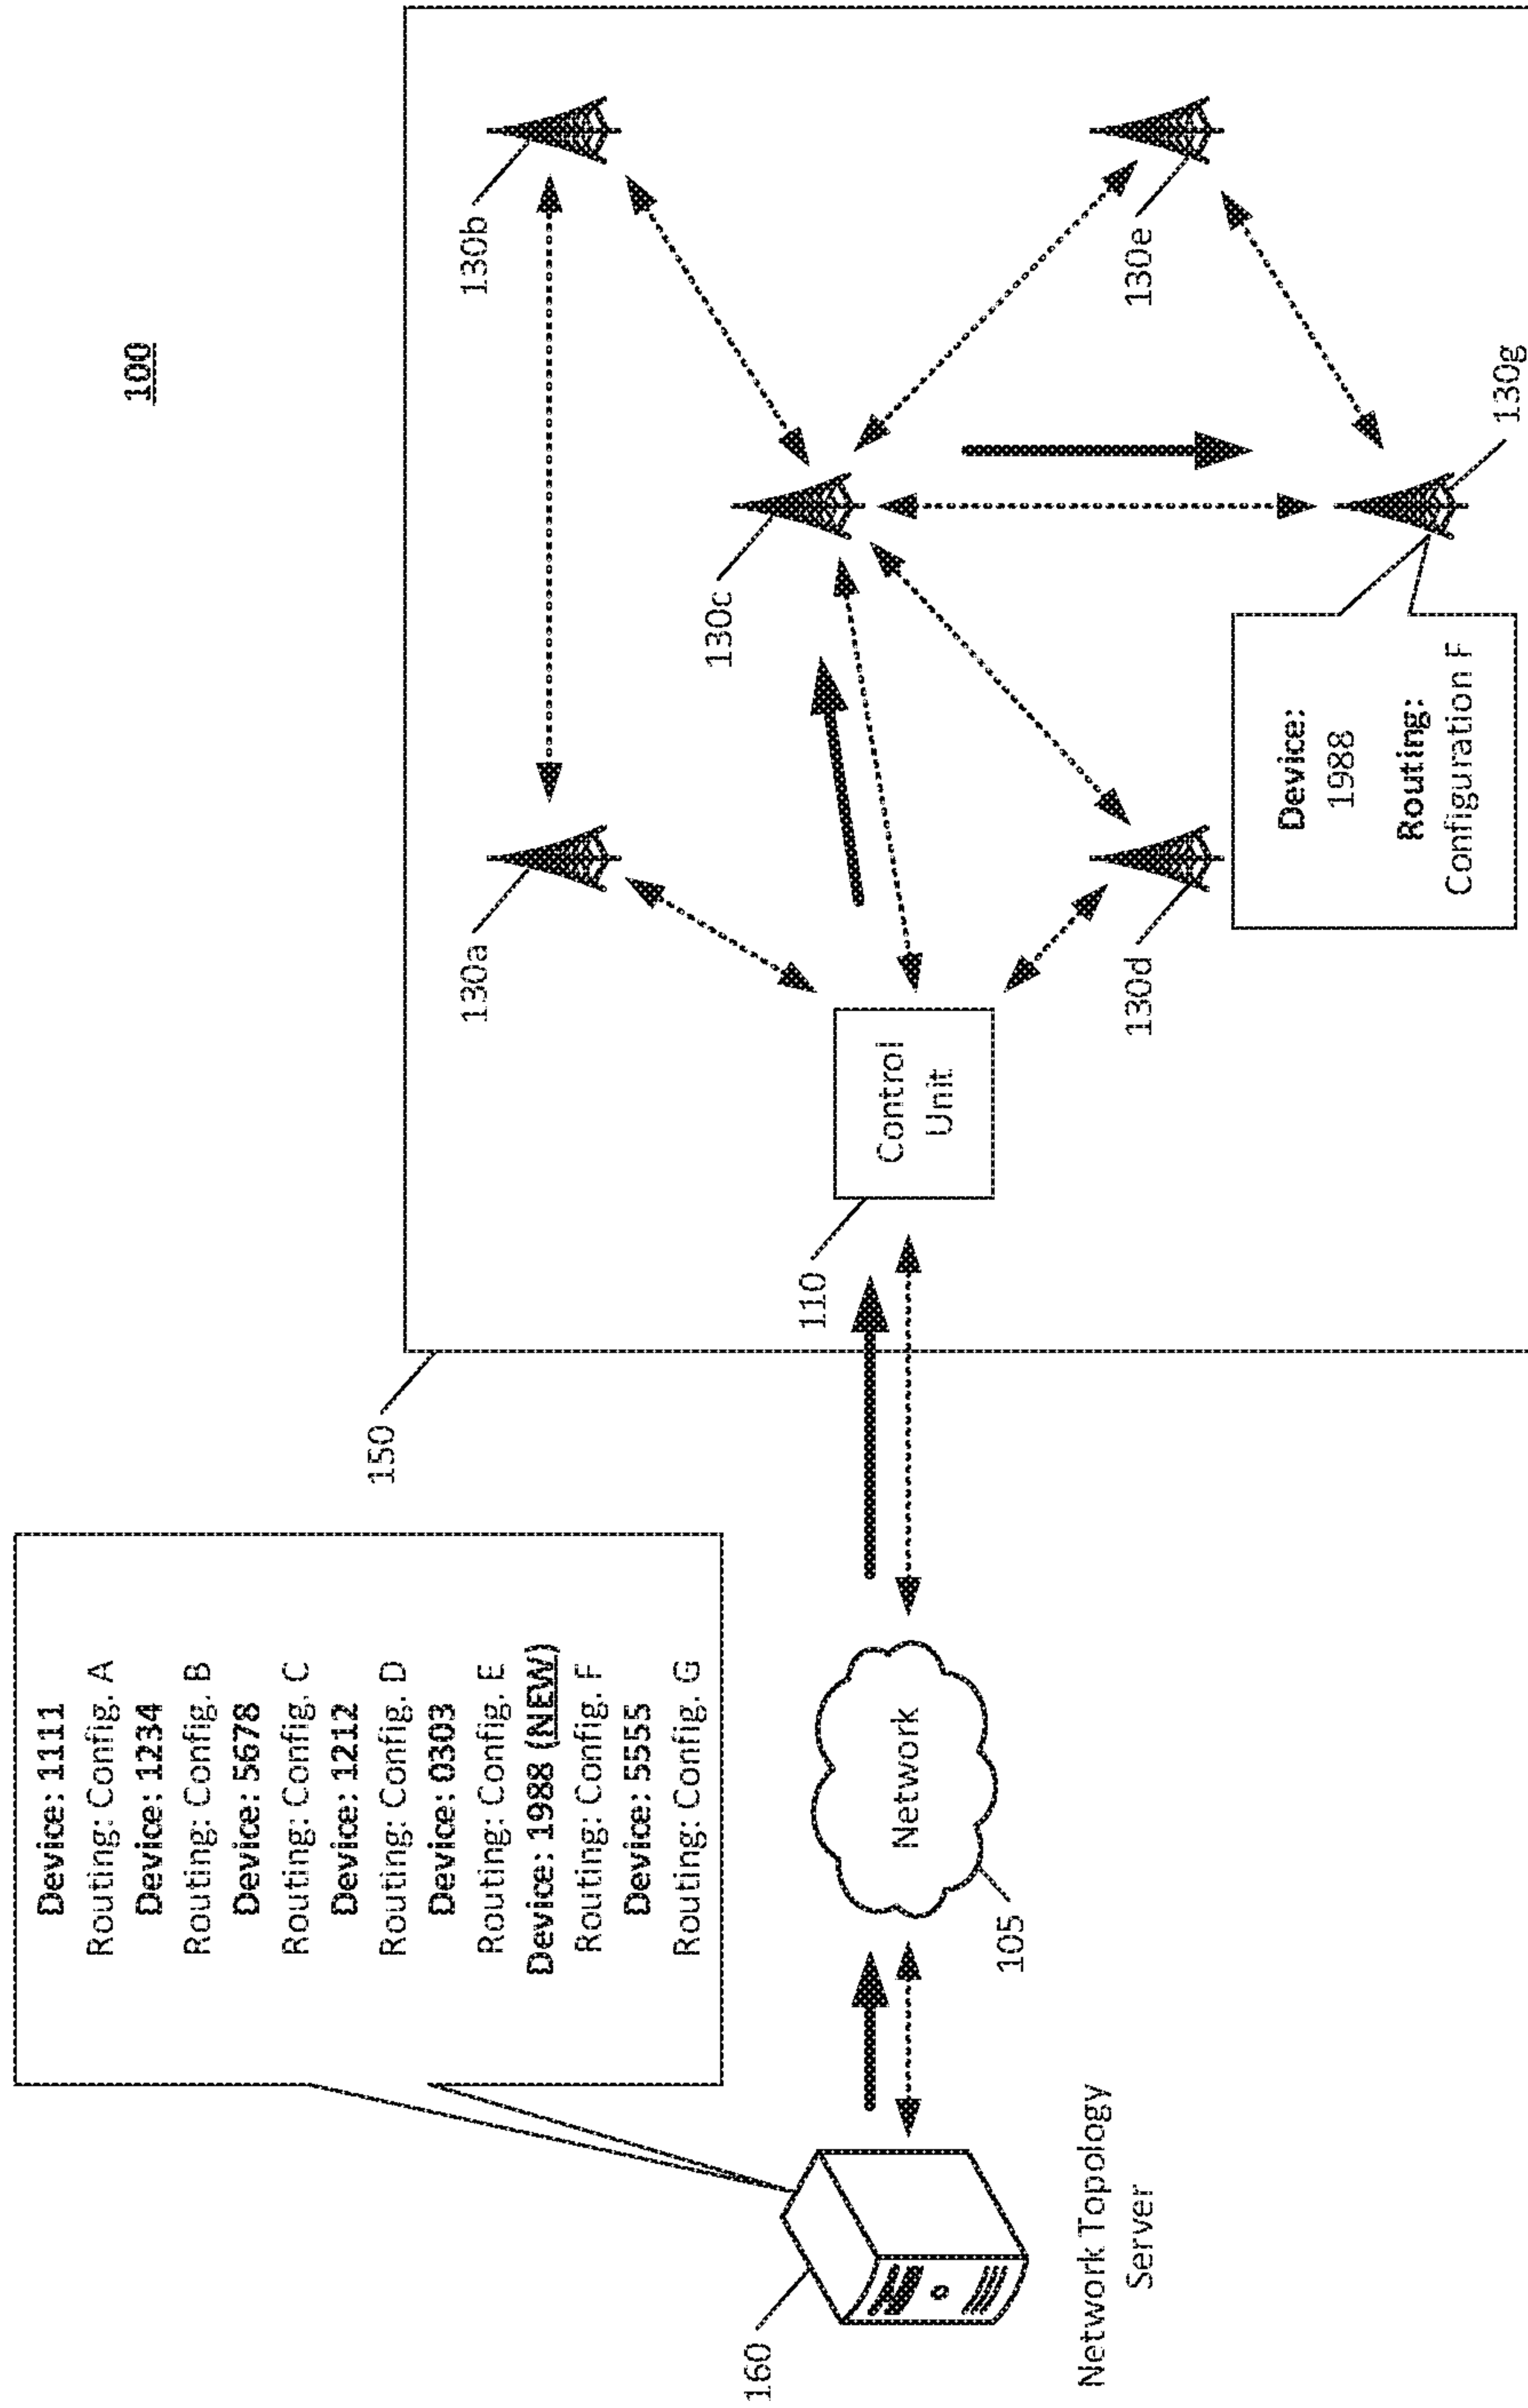 100
Device: 1111
Routing: Config. A
Device: 1234
Routing: Config. B
Device: 5678
Routing: Config. C
Device: 1212
Routing: Config. D
Device: 0303
Routing: Config. E
Device: 1988 (NEW)
Routing: Config. F
Device: 5555
Routing: Config. G
150
130a
130b
130c
110
Control
Unit
130d
130e
Device:
1988
Routing:
Configuration F
130g
160
Network Topology
Server
Network
105